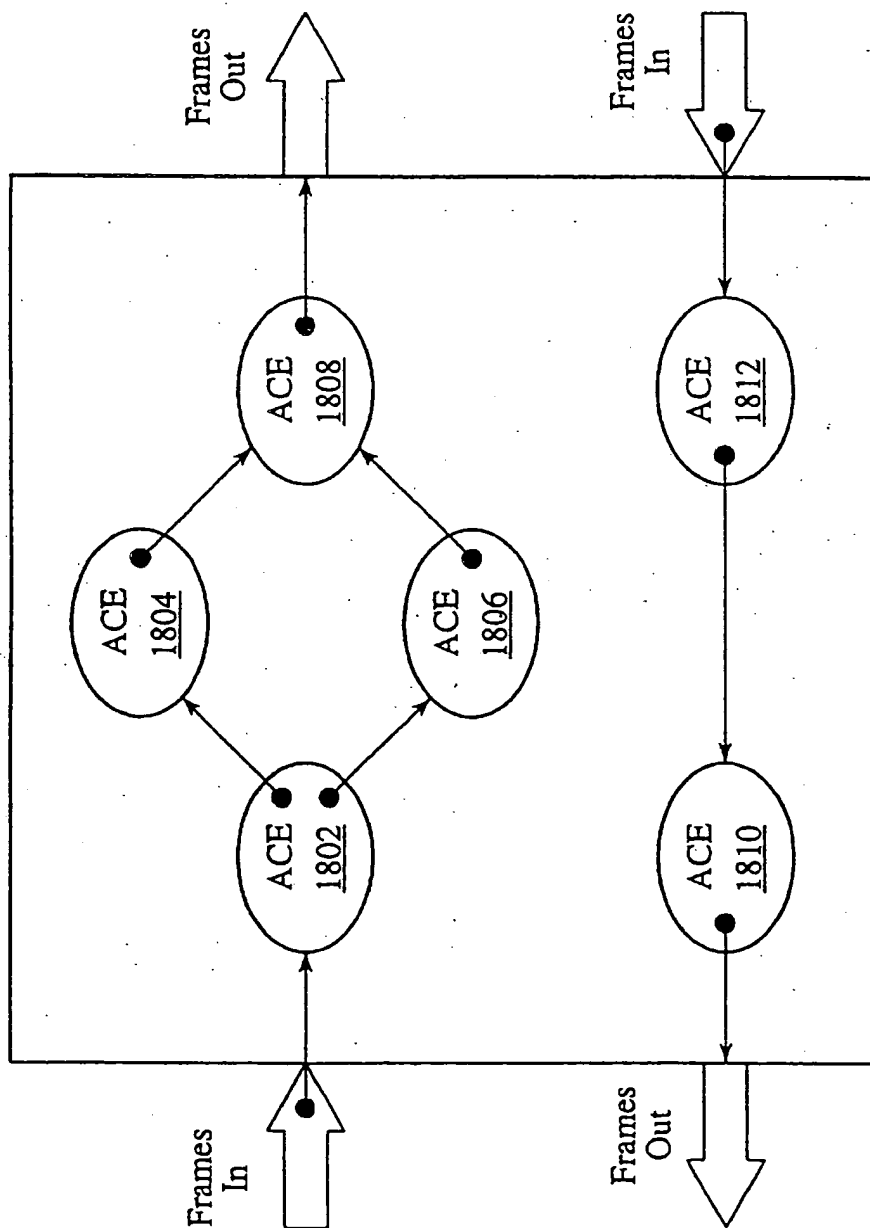 ACE
1804
Frames
In
ACE
1802
ACE
1808
Frames
Out
ACE
1806
Frames
Out
ACE
1810
ACE
1812
Frames
In